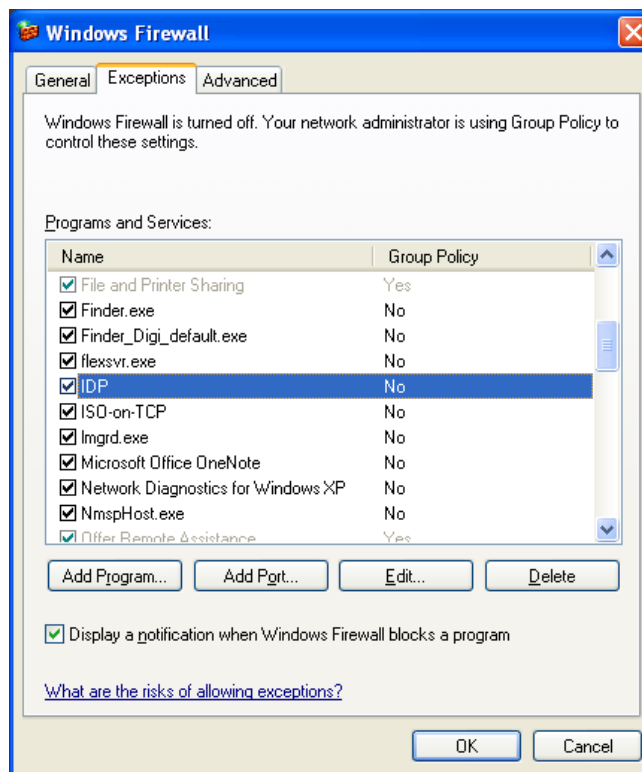 Windows Firewall
General Exceptions Advanced
Windows Firewall is turned off. Your network administrator is using Group Policy to
control these settings.
Programs and Services:
Name Group Policy
File and Printer Sharing Yes
Finder.exe No
Finder_Digi_default.exe No
flexsvr.exe No
IDP No
ISO-on-TCP No
lmgrd.exe No
Microsoft Office OneNote No
Network Diagnostics for Windows XP No
NmspHost.exe No
Offer Remote Assistance Yes
Add Program... Add Port... Edit... Delete
Display a notification when Windows Firewall blocks a program
What are the risks of allowing exceptions?
OK Cancel